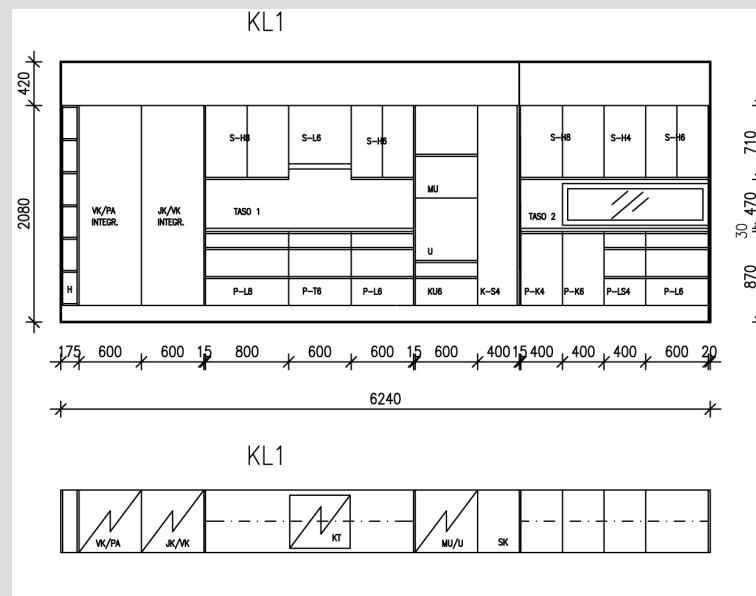 KL1
420
2080
710
470
30
870
S-H8
S-L6
S-H6
S-H8
S-H4
S-H6
MU
VK/PA
INTEGR.
JK/VK
INTEGR.
TASO 1
TASO 2
U
H
P-L8
P-T6
P-L6
KU6
K-S4
P-K4
P-K6
P-LS4
P-L6
175 600 600 15 800 600 600 15 600 400 15 400 400 400 600 20
6240
KL1
VK/PA
JK/VK
KT
MU/U
SK